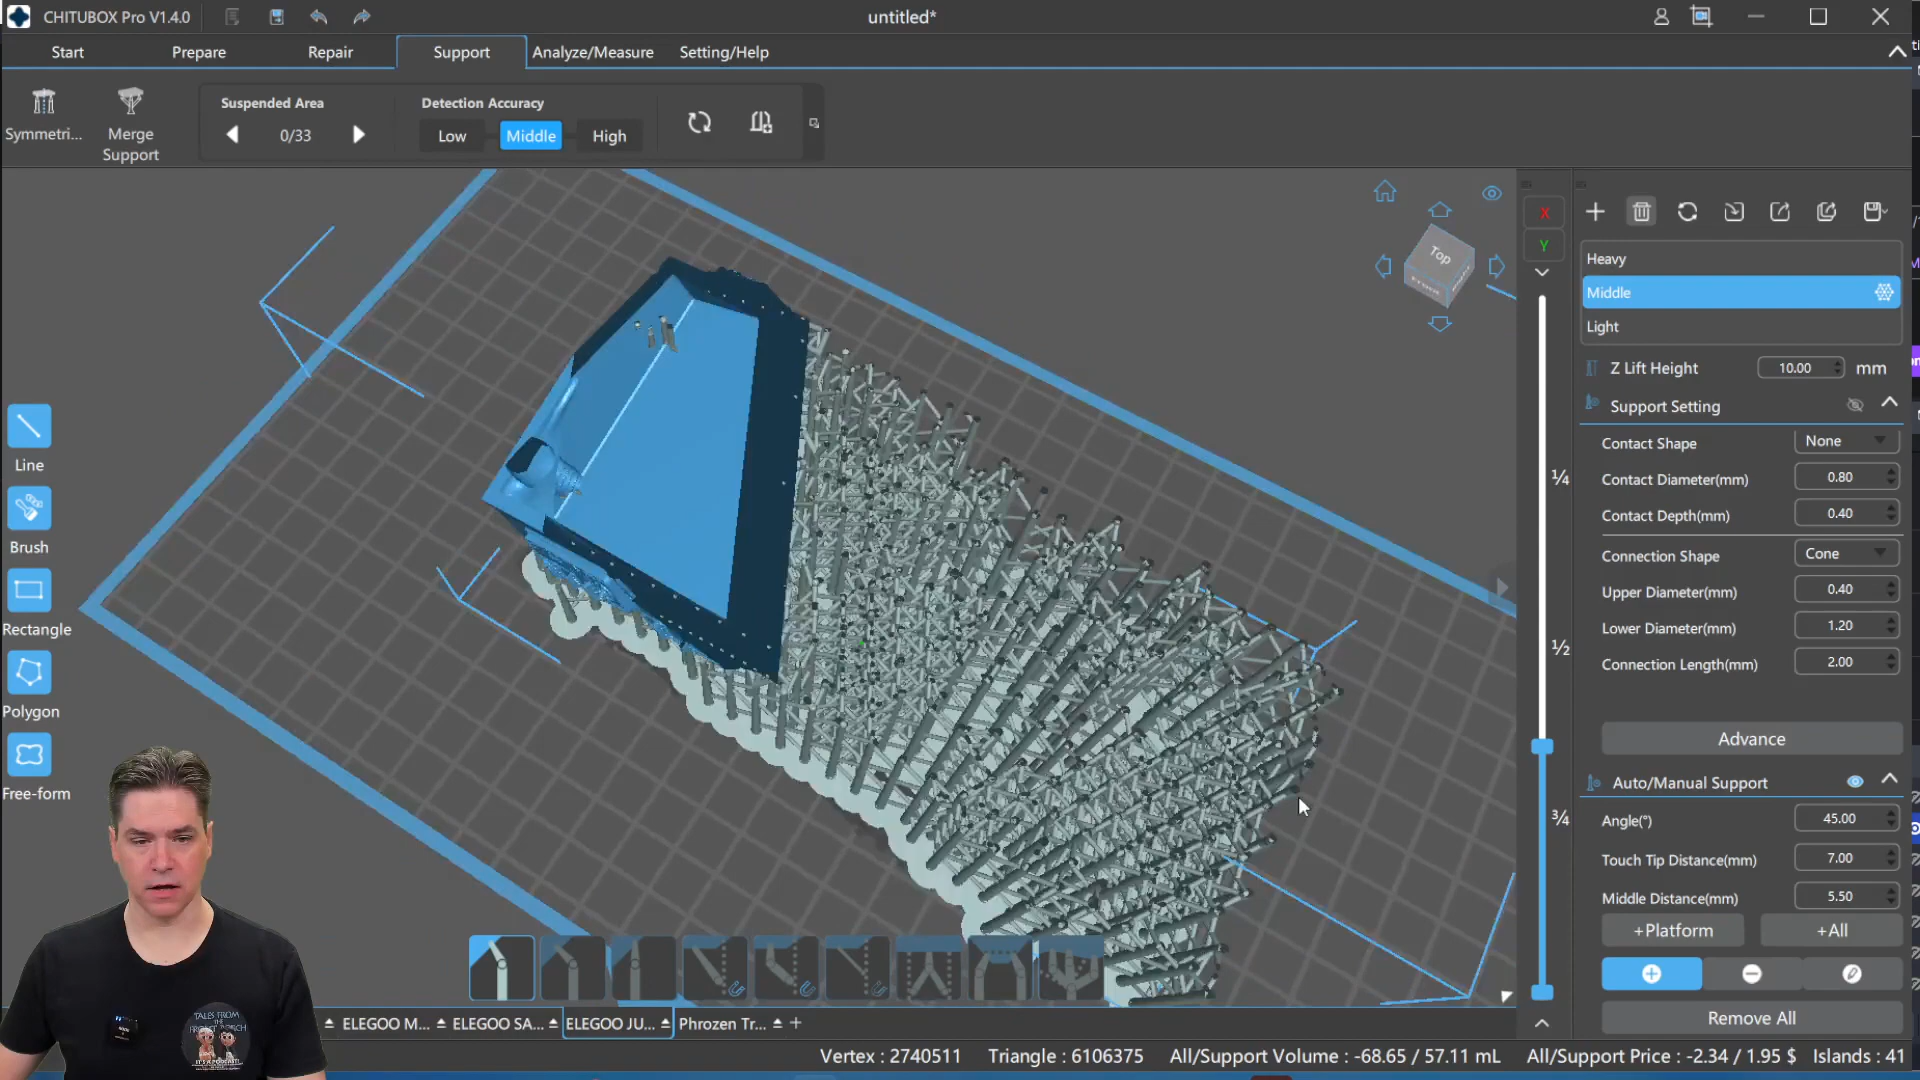 CHITUBOX Pro V1.4.0
untitled*
Start
Prepare
Repair
Support
Analyze/Measure
Setting/Help
Symmetri...
Merge
Support
Suspended Area
0/33
Detection Accuracy
Low
Middle
High
Top
X
Y
1/4
1/2
3/4
Heavy
Middle
Light
Z Lift Height
10.00
mm
Support Setting
Contact Shape
None
Contact Diameter(mm)
0.80
Contact Depth(mm)
0.40
Connection Shape
Cone
Upper Diameter(mm)
0.40
Lower Diameter(mm)
1.20
Connection Length(mm)
2.00
Advance
Auto/Manual Support
Angle(°)
45.00
Touch Tip Distance(mm)
7.00
Middle Distance(mm)
5.50
+Platform
+All
Remove All
Line
Brush
Rectangle
Polygon
Free-form
TALES FROM
IT'S A PODCAST!
ELEGOO M...
ELEGOO SA...
ELEGOO JU...
Phrozen Tr...
Vertex : 2740511
Triangle : 6106375
All/Support Volume : -68.65 / 57.11 mL
All/Support Price : -2.34 / 1.95 $
Islands : 41